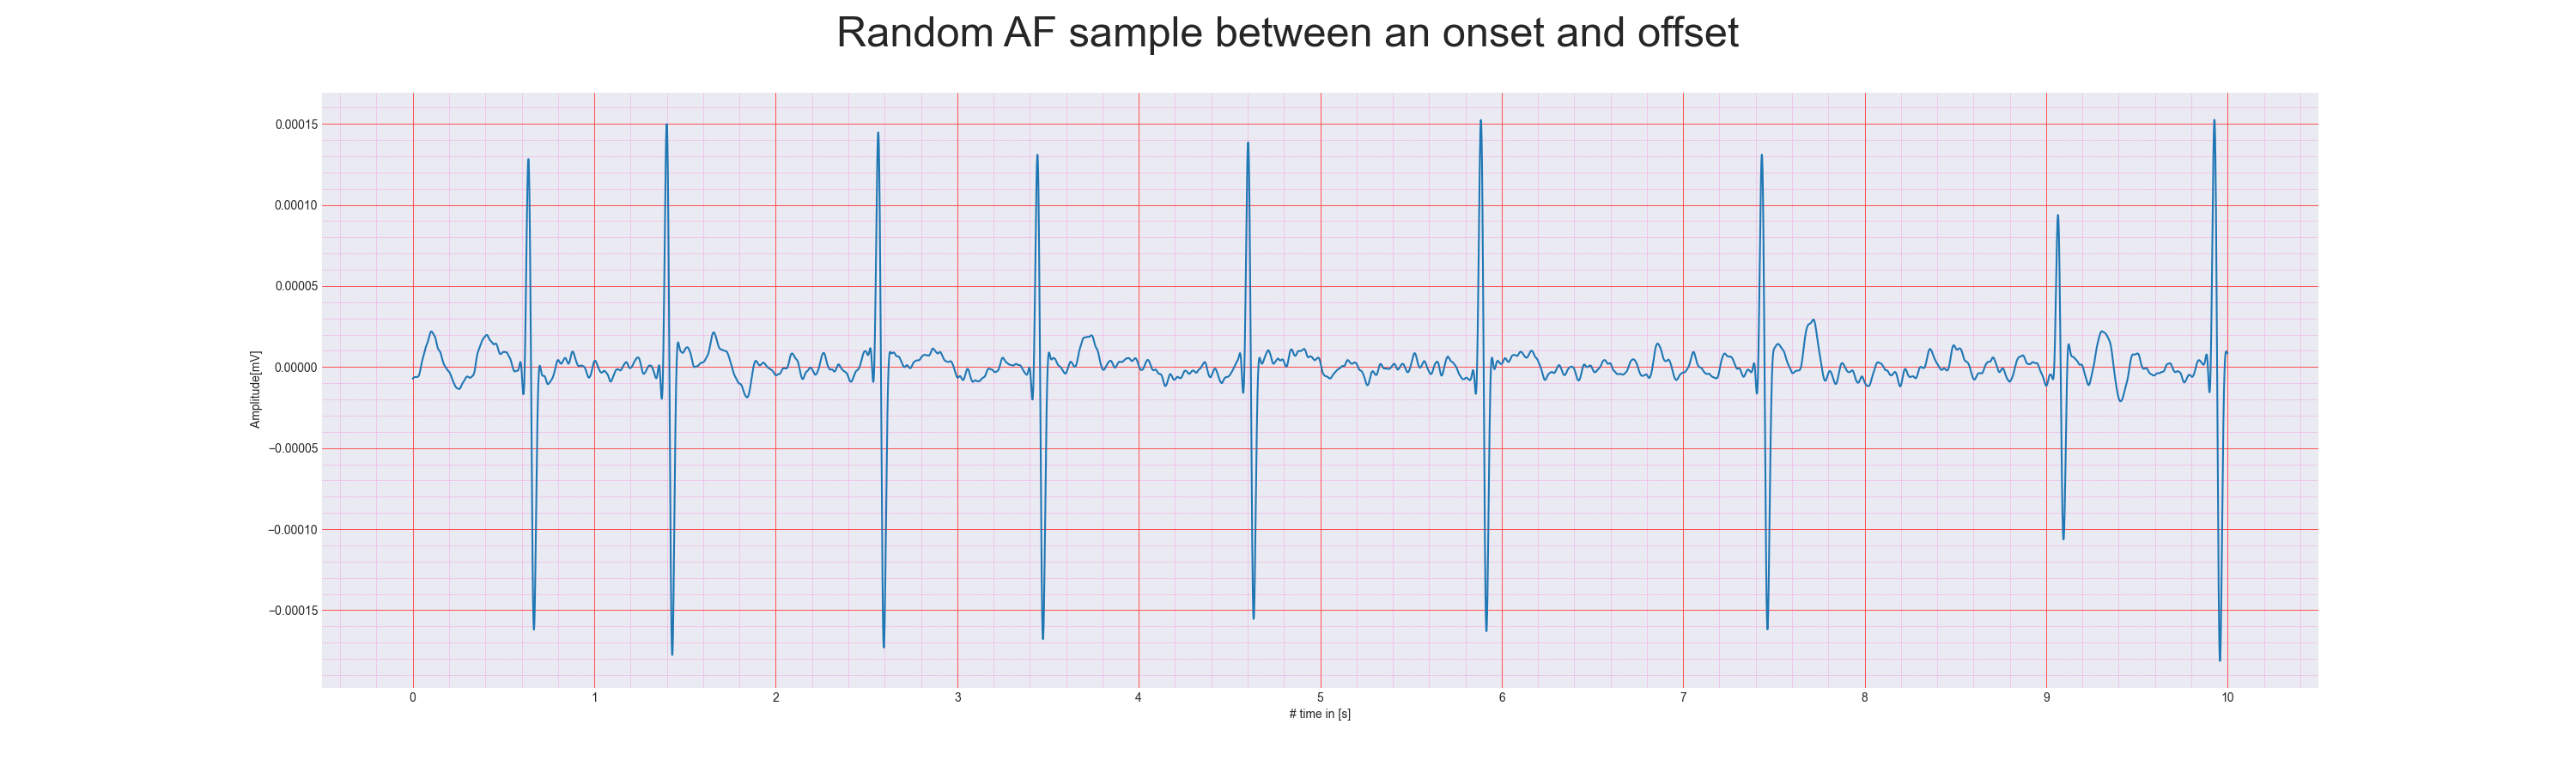 Random AF sample between an onset and offset
0.00015
0.00010
0.00005
0.00000
−0.00005
−0.00010
−0.00015
Amplitude[mV]
0 1 2 3 4 5 6 7 8 9 10
# time in [s]